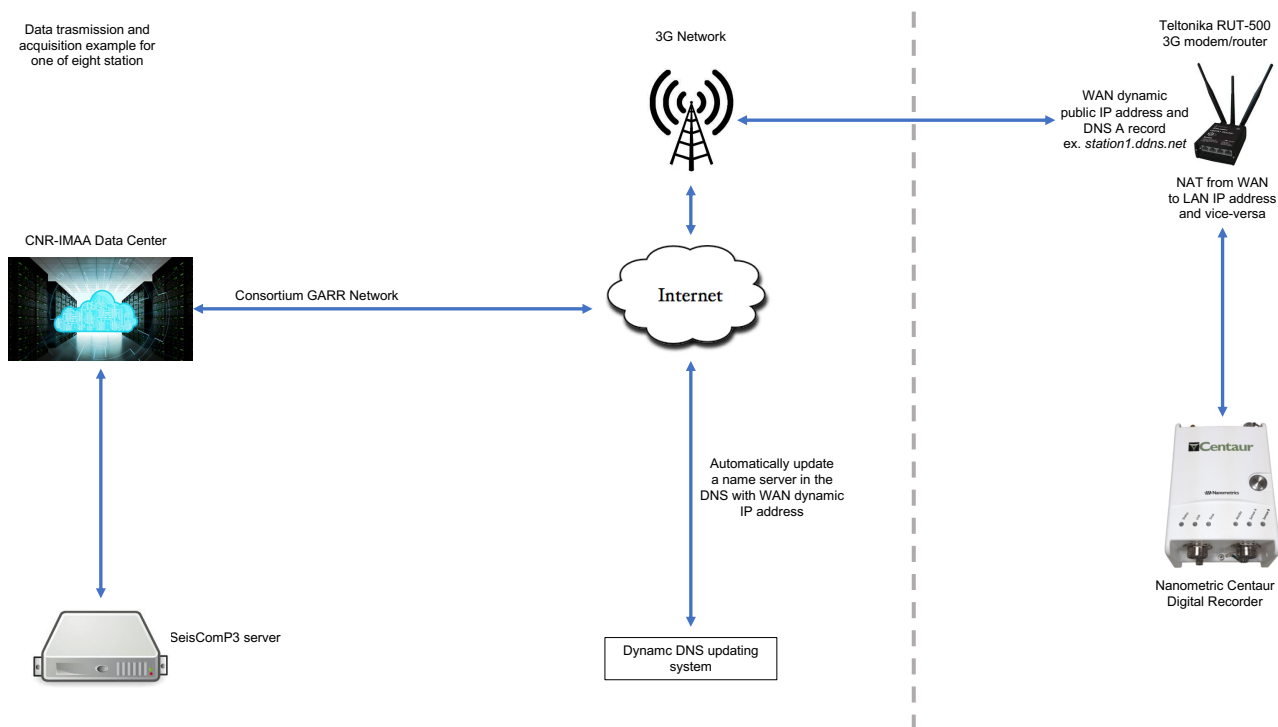 Data trasmission and
acquisition example for
one of eight station
3G Network
Teltonika RUT-500
3G modem/router
WAN dynamic
public IP address and
DNS A record
ex. station1.ddns.net
NAT from WAN
to LAN IP address
and vice-versa
CNR-IMAA Data Center
Consortium GARR Network
Internet
Automatically update
a name server in the
DNS with WAN dynamic
IP address
Centaur
Nanometrics
Nanometric Centaur
Digital Recorder
SeisComP3 server
Dynamc DNS updating
system